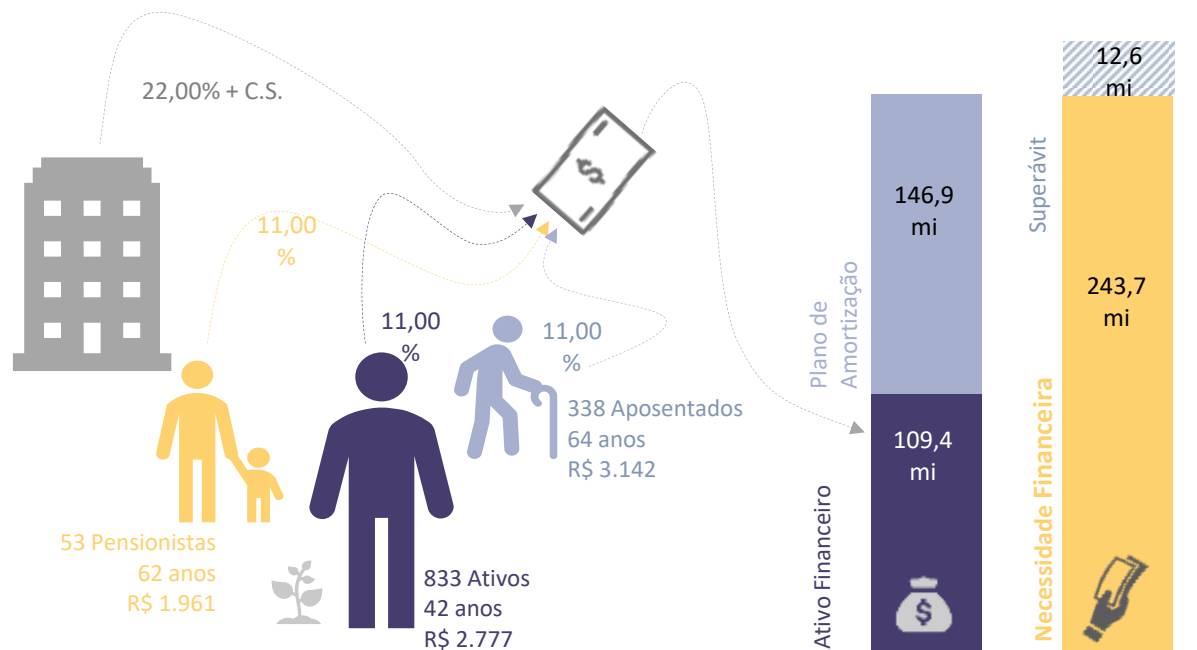 22,00% + C.S.
11,00
%
11,00
%
11,00
%
53 Pensionistas
62 anos
R$ 1.961
833 Ativos
42 anos
R$ 2.777
338 Aposentados
64 anos
R$ 3.142
$
Plano de
Amortização
146,9
mi
Ativo Financeiro
109,4
mi
$
Superávit
12,6
mi
Necessidade Financeira
243,7
mi